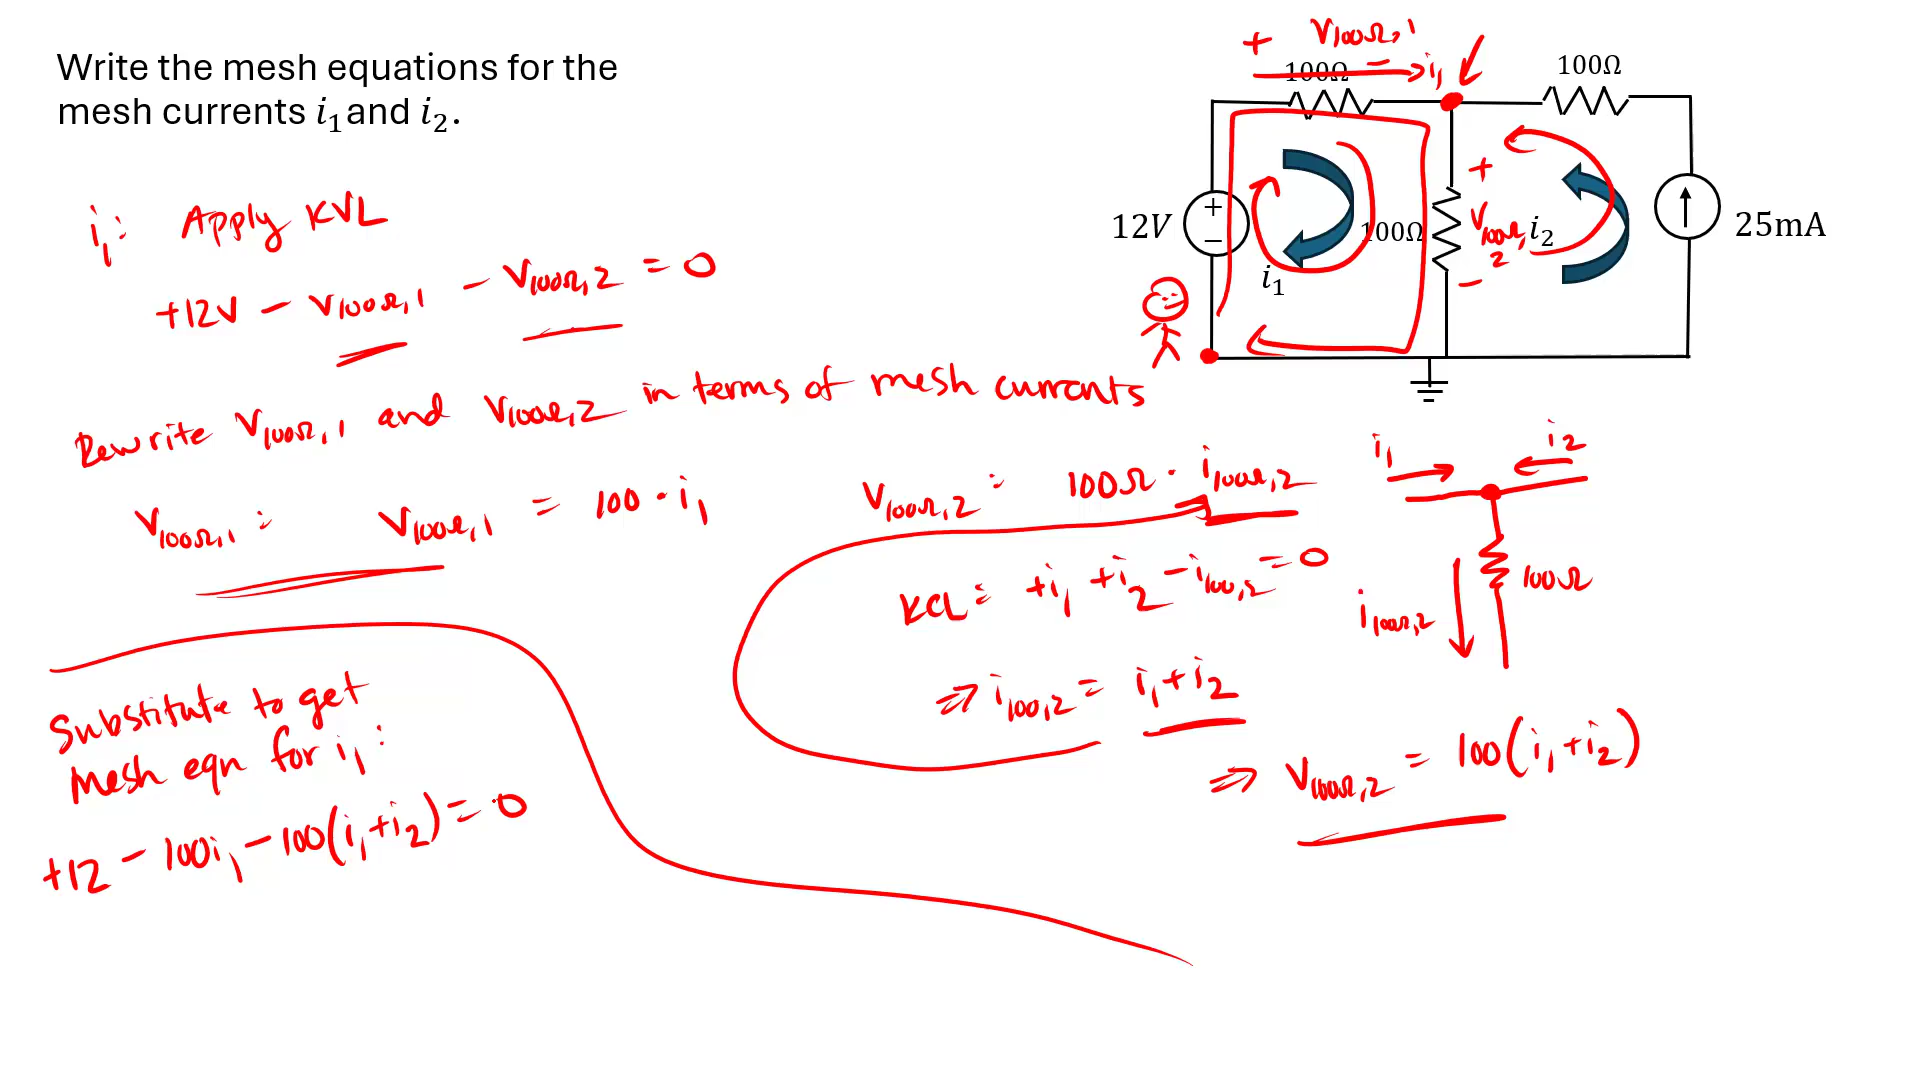 Write the mesh equations for the
mesh currents i₁ and i₂.
i₁: Apply KVL
+12V − V₁₀₀Ω,₁ − V₁₀₀Ω,₂ = 0
Rewrite V₁₀₀Ω,₁ and V₁₀₀Ω,₂ in terms of mesh currents
V₁₀₀Ω,₁: V₁₀₀Ω,₁ = 100 · i₁
V₁₀₀Ω,₂: 100Ω · i₁₀₀Ω,₂
KCL: +i₁ +i₂ − i₁₀₀,₂ = 0
⇒ i₁₀₀,₂ = i₁+i₂
⇒ V₁₀₀Ω,₂ = 100(i₁+i₂)
Substitute to get
mesh eqn for i₁:
+12 − 100i₁ − 100(i₁+i₂) = 0
+ V₁₀₀Ω,₁ −
i₁
100Ω
100Ω
12V
+
−
i₁
100Ω
+
V₁₀₀Ω,₂
−
i₂
25mA
i₁
i₂
100Ω
i₁₀₀Ω,₂